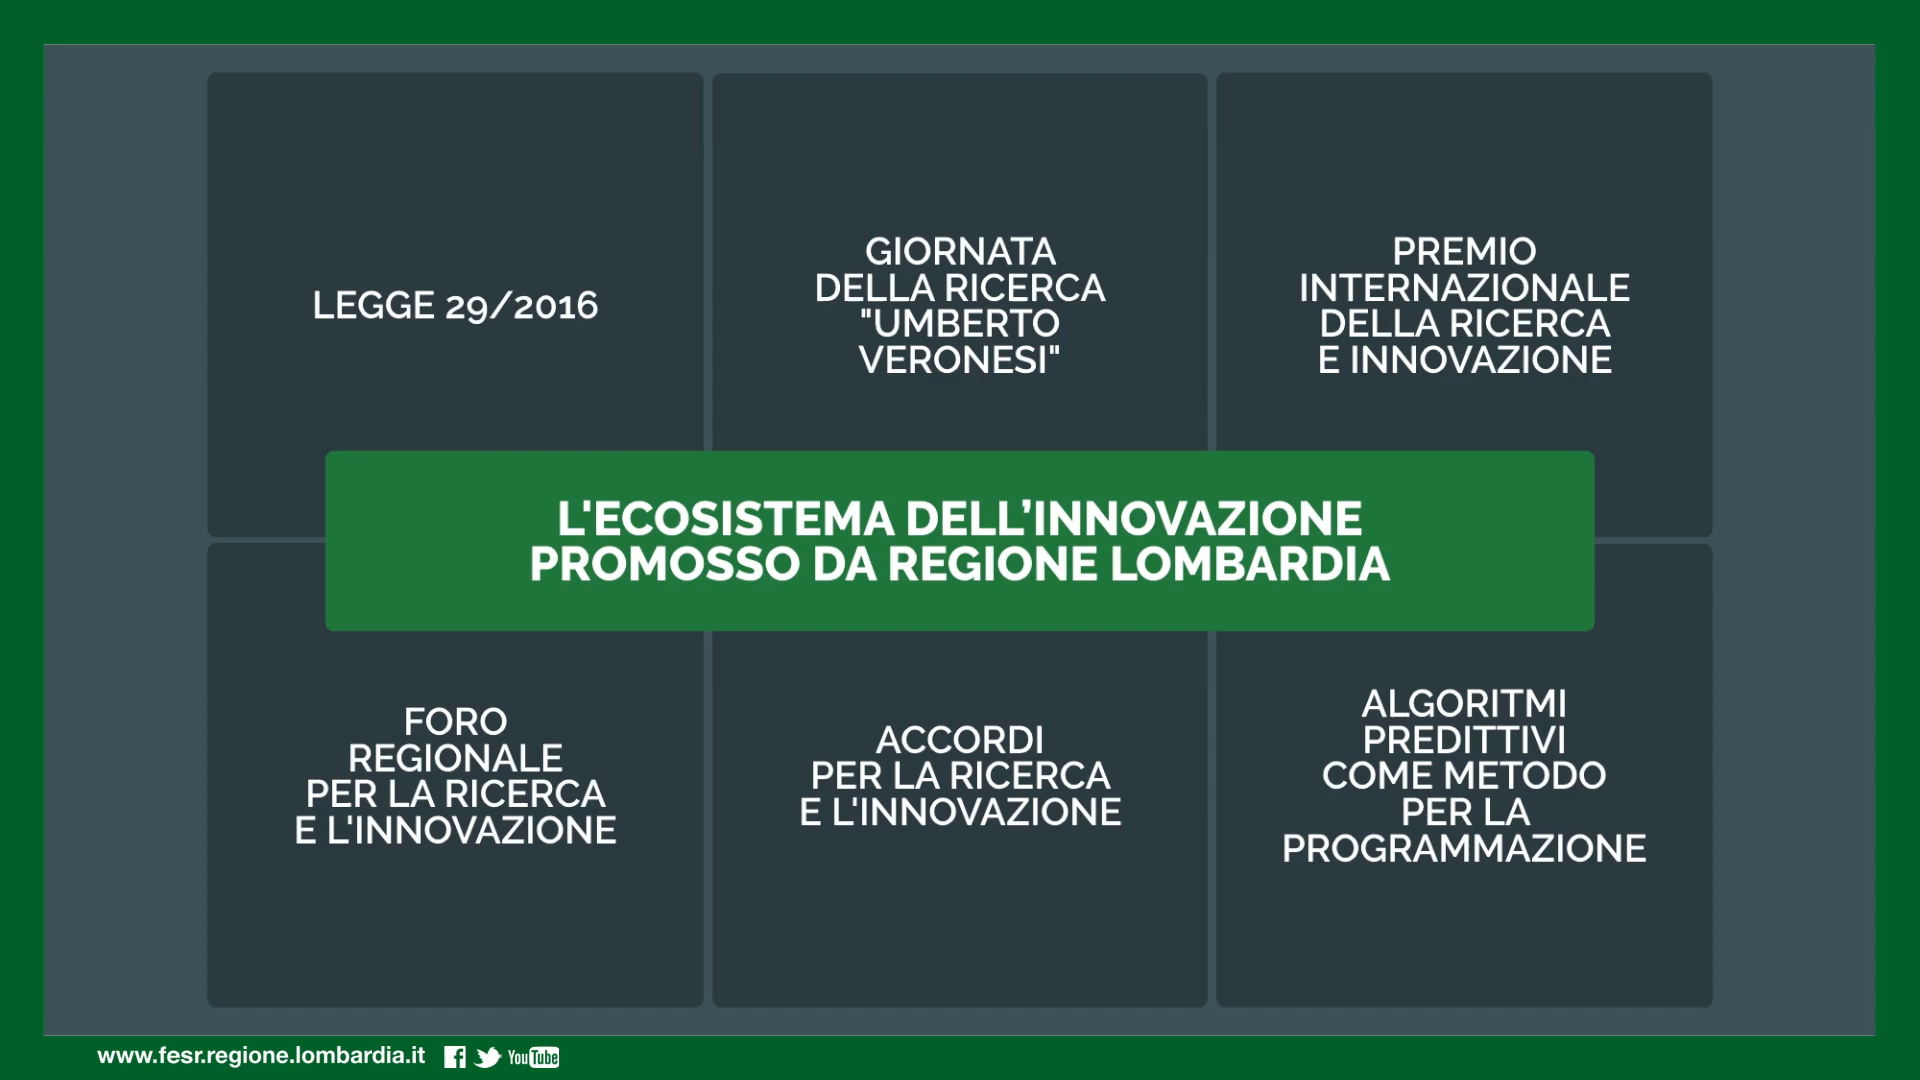 LEGGE 29/2016
GIORNATA
DELLA RICERCA
"UMBERTO
VERONESI"
PREMIO
INTERNAZIONALE
DELLA RICERCA
E INNOVAZIONE
L'ECOSISTEMA DELL’INNOVAZIONE
PROMOSSO DA REGIONE LOMBARDIA
FORO
REGIONALE
PER LA RICERCA
E L'INNOVAZIONE
ACCORDI
PER LA RICERCA
E L'INNOVAZIONE
ALGORITMI
PREDITTIVI
COME METODO
PER LA
PROGRAMMAZIONE
www.fesr.regione.lombardia.it f YouTube